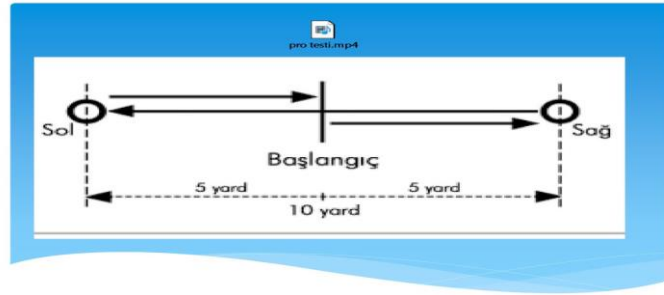 pro testi.mp4
Sol
Sağ
Başlangıç
5 yard 5 yard
10 yard